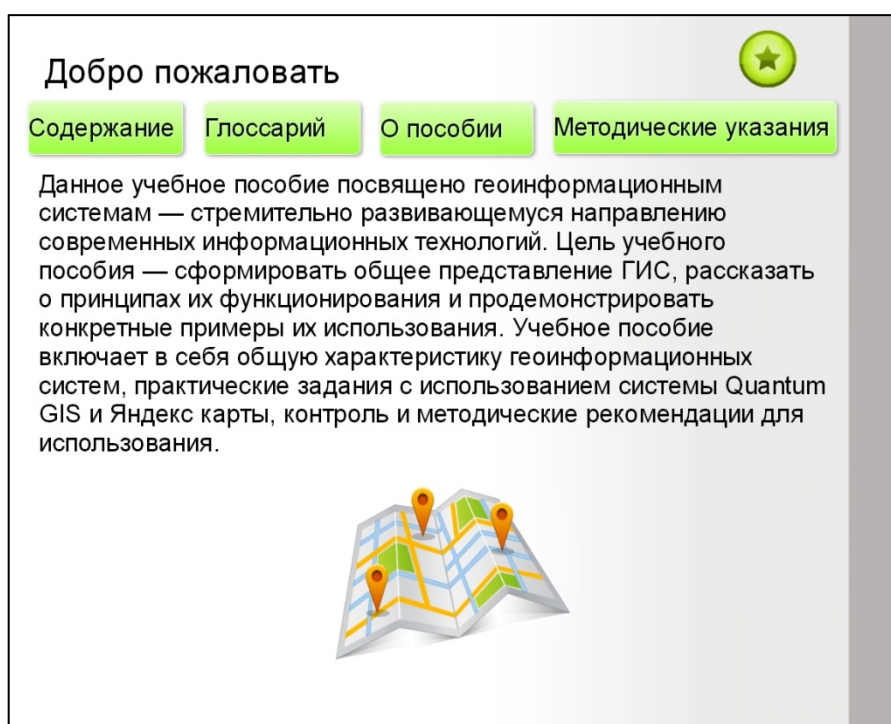 Добро пожаловать
Содержание Глоссарий О пособии Методические указания
Данное учебное пособие посвящено геоинформационным
системам — стремительно развивающемуся направлению
современных информационных технологий. Цель учебного
пособия — сформировать общее представление ГИС, рассказать
о принципах их функционирования и продемонстрировать
конкретные примеры их использования. Учебное пособие
включает в себя общую характеристику геоинформационных
систем, практические задания с использованием системы Quantum
GIS и Яндекс карты, контроль и методические рекомендации для
использования.